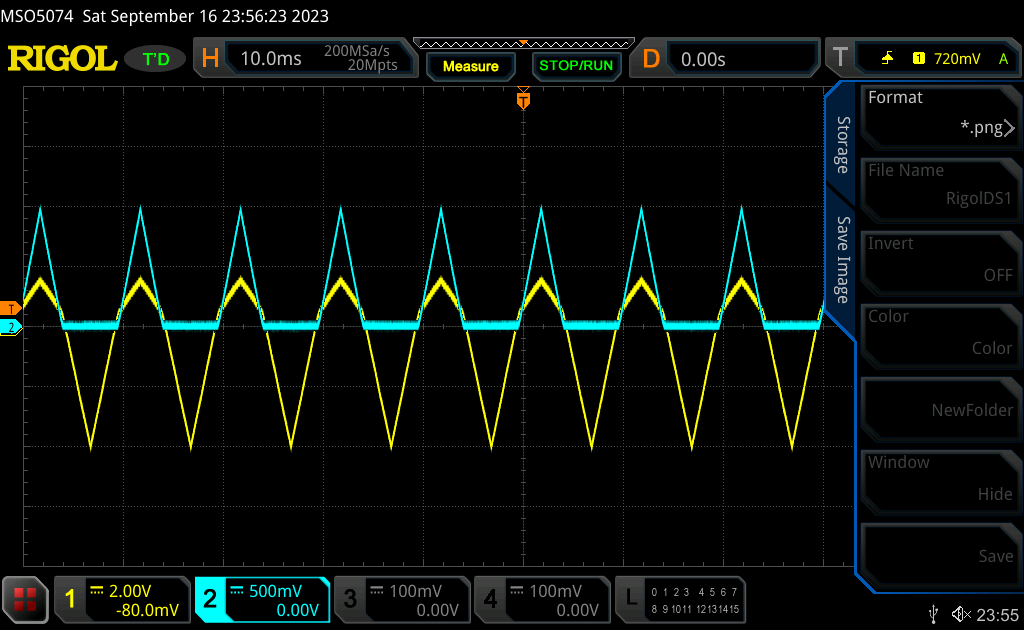 MSO5074 Sat September 16 23:56:23 2023
RIGOL T'D H 10.0ms 200MSa/s 20Mpts Measure STOP/RUN D 0.00s T 1 720mV A
T
Storage
Save Image
Format
*.png
File Name
RigolDS1
Invert
OFF
Color
Color
NewFolder
Window
Hide
Save
T
2
1 2.00V
-80.0mV
2 500mV
0.00V
3 100mV
0.00V
4 100mV
0.00V
L 0 1 2 3 4 5 6 7
8 9 10 11 12 13 14 15
23:55